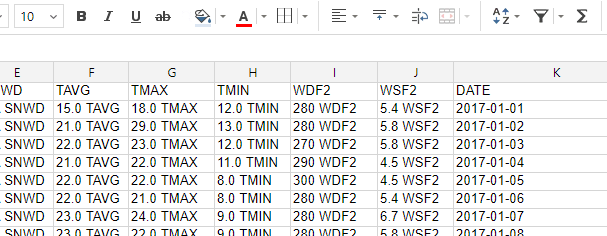 10 B I U ab A Σ
E F G H I J K
WD TAVG TMAX TMIN WDF2 WSF2 DATE
SNWD 15.0 TAVG 18.0 TMAX 12.0 TMIN 280 WDF2 5.4 WSF2 2017-01-01
SNWD 21.0 TAVG 29.0 TMAX 13.0 TMIN 280 WDF2 5.8 WSF2 2017-01-02
SNWD 22.0 TAVG 23.0 TMAX 12.0 TMIN 270 WDF2 5.8 WSF2 2017-01-03
SNWD 21.0 TAVG 22.0 TMAX 11.0 TMIN 290 WDF2 4.5 WSF2 2017-01-04
SNWD 22.0 TAVG 22.0 TMAX 8.0 TMIN 300 WDF2 4.5 WSF2 2017-01-05
SNWD 22.0 TAVG 21.0 TMAX 8.0 TMIN 280 WDF2 5.4 WSF2 2017-01-06
SNWD 23.0 TAVG 24.0 TMAX 9.0 TMIN 280 WDF2 6.7 WSF2 2017-01-07
SNWD 23.0 TAVG 22.0 TMAX 9.0 TMIN 280 WDF2 5.8 WSF2 2017-01-08